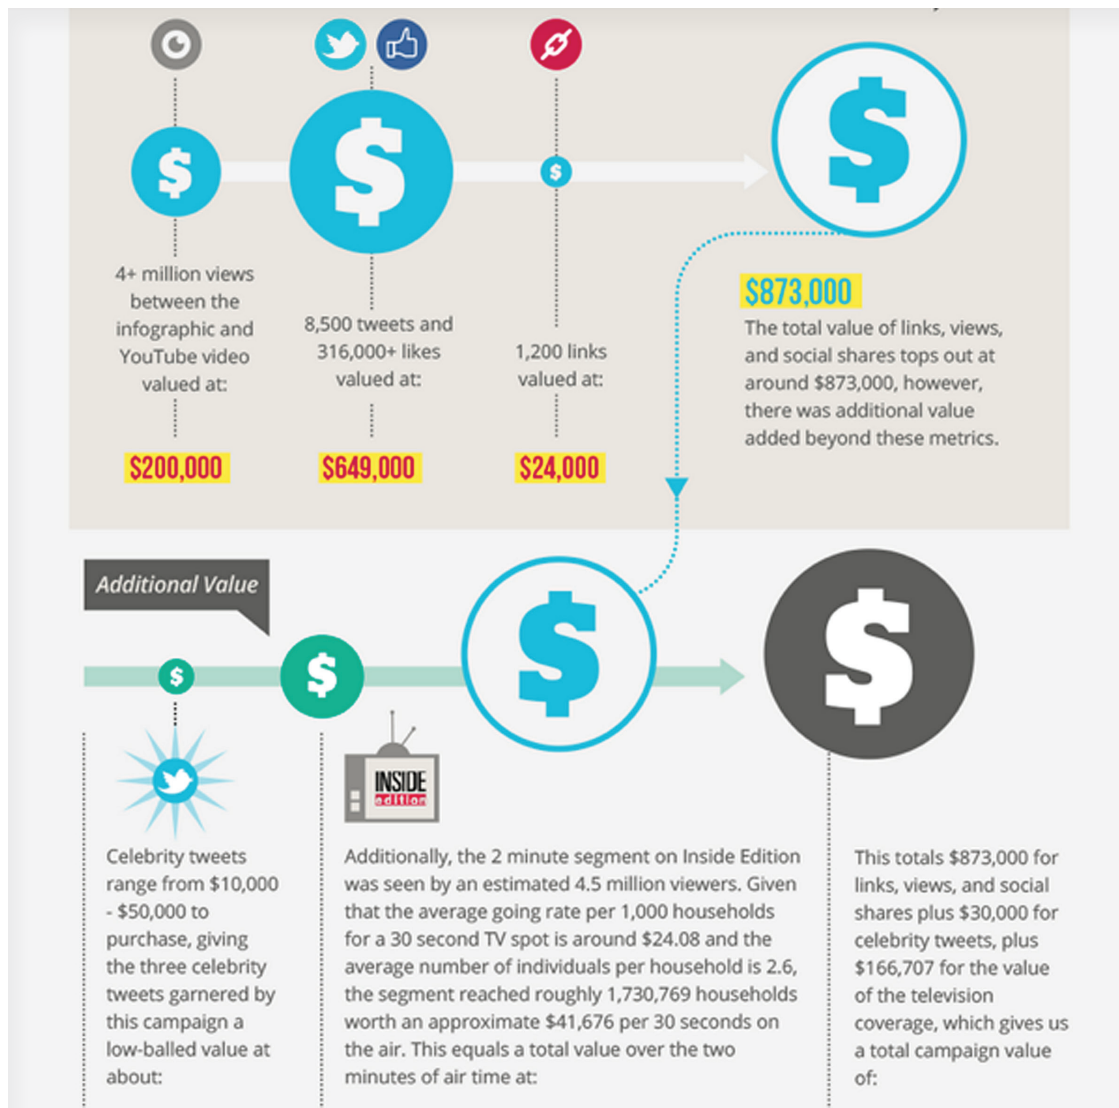 4+ million views
between the
infographic and
YouTube video
valued at:
$200,000
8,500 tweets and
316,000+ likes
valued at:
$649,000
1,200 links
valued at:
$24,000
$873,000
The total value of links, views,
and social shares tops out at
around $873,000, however,
there was additional value
added beyond these metrics.
Additional Value
INSIDE
edition
Celebrity tweets
range from $10,000
- $50,000 to
purchase, giving
the three celebrity
tweets garnered by
this campaign a
low-balled value at
about:
Additionally, the 2 minute segment on Inside Edition
was seen by an estimated 4.5 million viewers. Given
that the average going rate per 1,000 households
for a 30 second TV spot is around $24.08 and the
average number of individuals per household is 2.6,
the segment reached roughly 1,730,769 households
worth an approximate $41,676 per 30 seconds on
the air. This equals a total value over the two
minutes of air time at:
This totals $873,000 for
links, views, and social
shares plus $30,000 for
celebrity tweets, plus
$166,707 for the value
of the television
coverage, which gives us
a total campaign value
of: